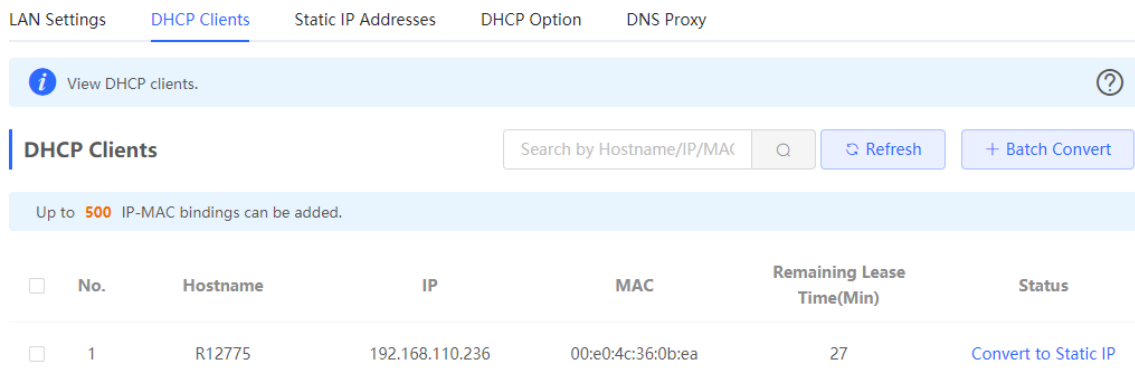 LAN Settings DHCP Clients Static IP Addresses DHCP Option DNS Proxy
i View DHCP clients. ?
DHCP Clients Search by Hostname/IP/MAC Refresh + Batch Convert
Up to 500 IP-MAC bindings can be added.
No. Hostname IP MAC Remaining Lease Time(Min) Status
1 R12775 192.168.110.236 00:e0:4c:36:0b:ea 27 Convert to Static IP